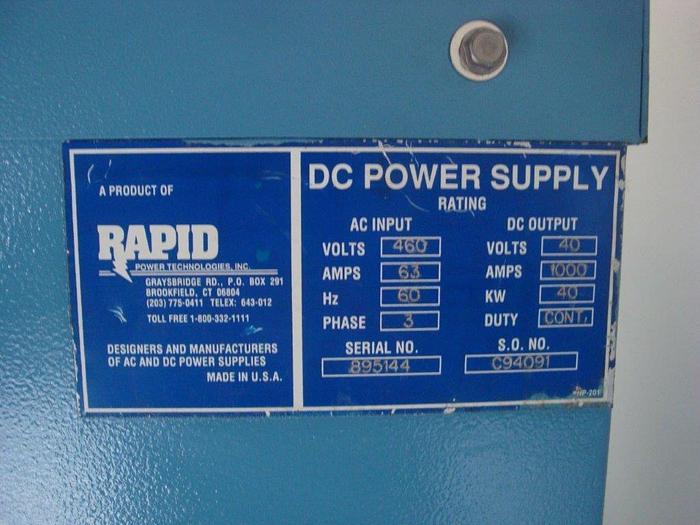 A PRODUCT OF
RAPID
POWER TECHNOLOGIES, INC.
GRAYSBRIDGE RD., P.O. BOX 291
BROOKFIELD, CT 06804
(203) 775-0411 TELEX: 643-012
TOLL FREE 1-800-332-1111
DESIGNERS AND MANUFACTURERS
OF AC AND DC POWER SUPPLIES
MADE IN U.S.A.
DC POWER SUPPLY
RATING
AC INPUT DC OUTPUT
VOLTS 460 VOLTS 40
AMPS 63 AMPS 1000
Hz 60 KW 40
PHASE 3 DUTY CONT.
SERIAL NO. S.O. NO.
895144 C94091